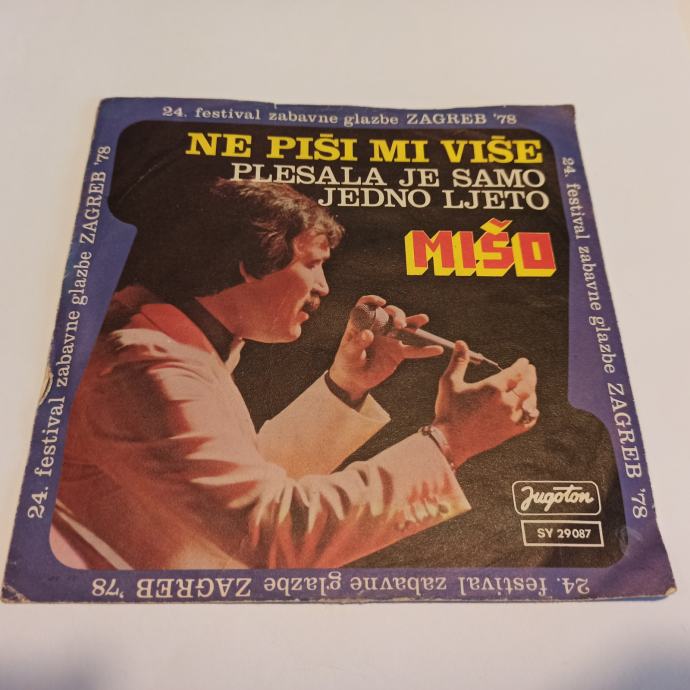 24. festival zabavne glazbe ZAGREB '78
NE PIŠI MI VIŠE
PLESALA JE SAMO
JEDNO LJETO
MIŠO
24. festival zabavne glazbe ZAGREB '78
24. festival zabavne glazbe ZAGREB '78
Jugoton
SY 29087
24. festival zabavne glazbe ZAGREB '78